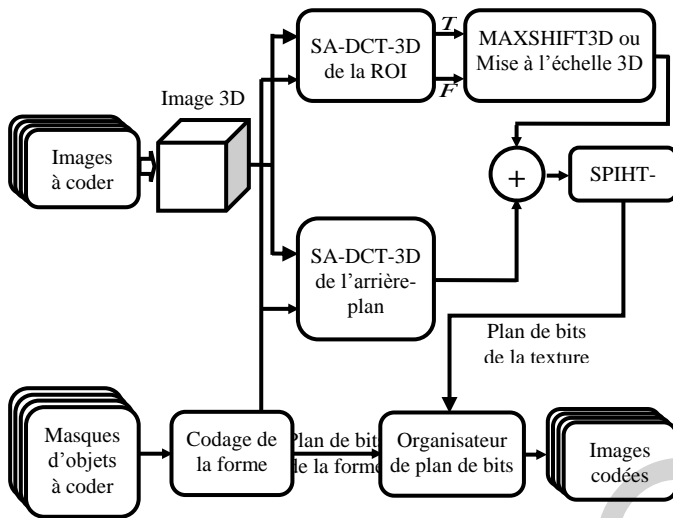 SA-DCT-3D
de la ROI
T
F
MAXSHIFT3D ou
Mise à l’échelle 3D
Image 3D
Images
à coder
+
SPIHT-
SA-DCT-3D
de l’arrière-
plan
Plan de bits
de la texture
Masques
d’objets
à coder
Codage de
la forme
Plan de bit
de la forme
Organisateur
de plan de bits
Images
codées